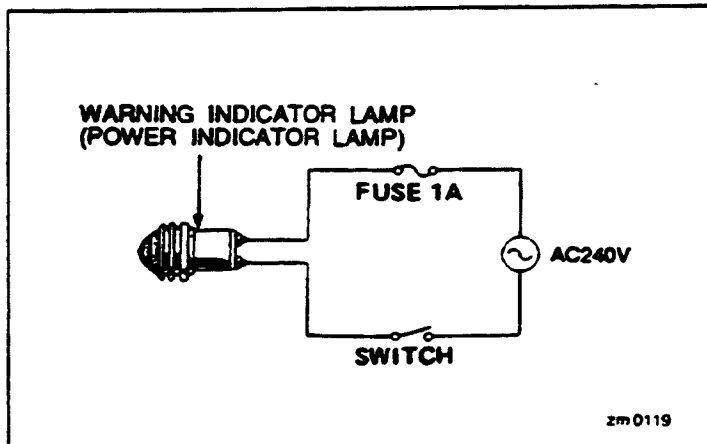 WARNING INDICATOR LAMP
(POWER INDICATOR LAMP)
FUSE 1A
AC240V
SWITCH
zm0119